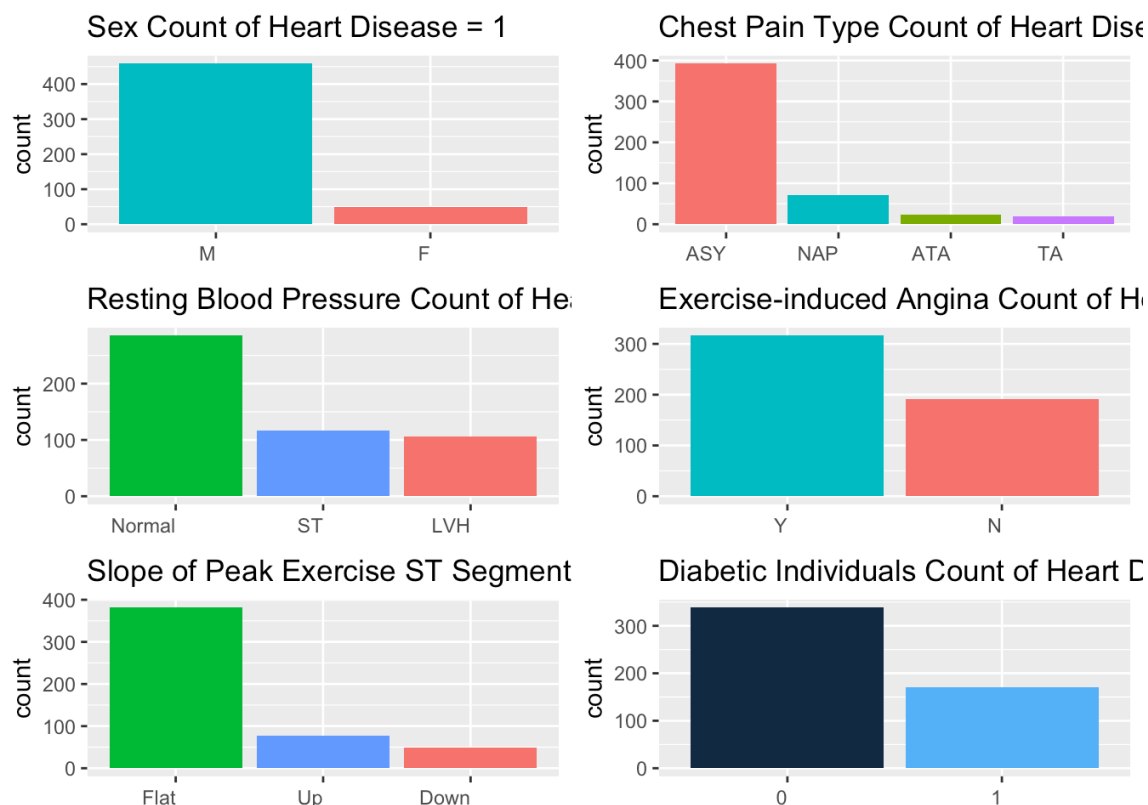 Sex Count of Heart Disease = 1
count
400
300
200
100
0
M F
Chest Pain Type Count of Heart Dise
count
400
300
200
100
0
ASY NAP ATA TA
Resting Blood Pressure Count of Hea
count
200
100
0
Normal ST LVH
Exercise-induced Angina Count of He
count
300
200
100
0
Y N
Slope of Peak Exercise ST Segment
count
400
300
200
100
0
Flat Up Down
Diabetic Individuals Count of Heart D
count
300
200
100
0
0 1